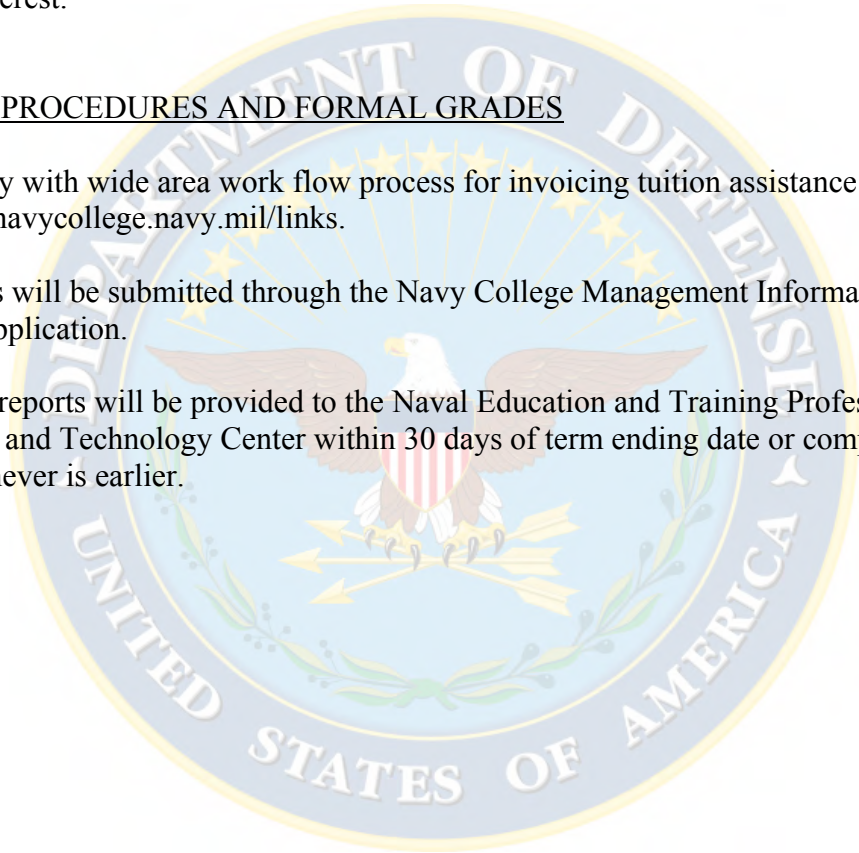 erest.
PROCEDURES AND FORMAL GRADES
y with wide area work flow process for invoicing tuition assistance
navycollege.navy.mil/links.
s will be submitted through the Navy College Management Informa
pplication.
reports will be provided to the Naval Education and Training Profes
and Technology Center within 30 days of term ending date or comp
never is earlier.
DEPARTMENT OF DEFENSE
UNITED STATES OF AMERICA